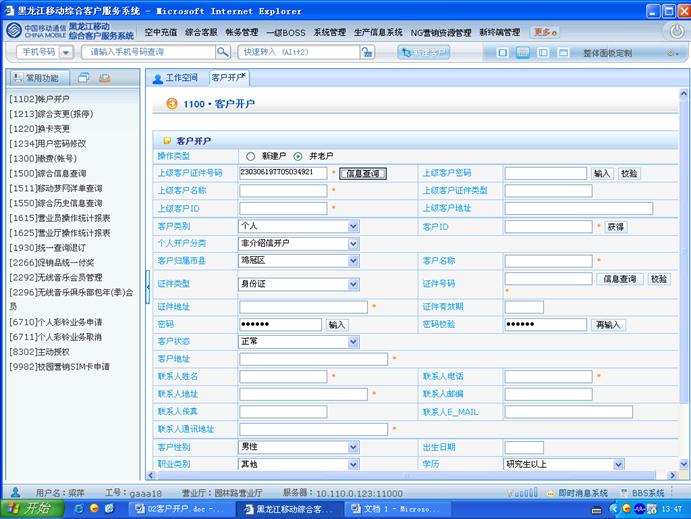 黑龙江移动综合客户服务系统 - Microsoft Internet Explorer
中国移动通信
CHINA MOBILE
黑龙江移动
综合客户服务系统
空中充值 综合客服 帐务管理 一级BOSS 系统管理 生产信息系统 NG营销资源管理 新终端管理 更多
手机号码 请输入手机号码查询 快速转入 (Alt+2) 新建客户 整体面板定制
常用功能
工作空间 客户开户
[1102]帐户开户
[1213]综合变更(报停)
[1220]换卡变更
[1234]用户密码修改
[1300]缴费(帐号)
[1500]综合信息查询
[1511]移动梦网详单查询
[1550]综合历史信息查询
[1615]营业员操作统计报表
[1625]营业厅操作统计报表
[1930]统一查询退订
[2266]促销品统一付奖
[2292]无线音乐会员管理
[2296]无线音乐俱乐部包年(季)会
员
[6710]个人彩铃业务申请
[6711]个人彩铃业务取消
[8302]主动授权
[9982]校园营销SIM卡申请
1100·客户开户
客户开户
操作类型 新建户 并老户
上级客户证件号码 230306197705034921 * 信息查询 上级客户密码 输入 校验
上级客户名称 * 上级客户证件类型
上级客户ID * 上级客户地址
客户类别 个人 客户ID * 获得
个人开户分类 非介绍信开户
客户归属市县 鸡冠区 客户名称 *
证件类型 身份证 证件号码 信息查询 校验
*
证件地址 * 证件有效期
密码 ●●●●●● 输入 密码校验 ●●●●●● 再输入
客户状态 正常
客户地址 *
联系人姓名 * 联系人电话 *
联系人地址 * 联系人邮编
联系人传真 联系人E_MAIL
联系人通讯地址 *
客户性别 男性 出生日期
职业类别 其他 学历 研究生以上
用户名：梁萍 工号：gaaa18 营业厅：园林路营业厅 服务器：10.110.0.123:11000 即时消息系统 BBS系统
开始 02客户开户.doc -... 黑龙江移动综合客... 文档 1 - Microso... 13:47